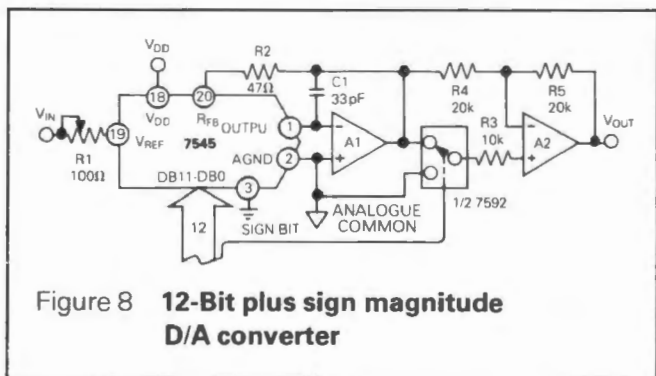 VDD
R2
47Ω
C1
33pF
R4
20k
R5
20k
VIN
R1
100Ω
19
VREF
18
VDD
20
RFB
7545
OUTPU
1
AGND
2
3
DB11-DB0
12
SIGN BIT
A1
ANALOGUE
COMMON
R3
10k
1/2 7592
A2
VOUT
Figure 8 12-Bit plus sign magnitude
D/A converter